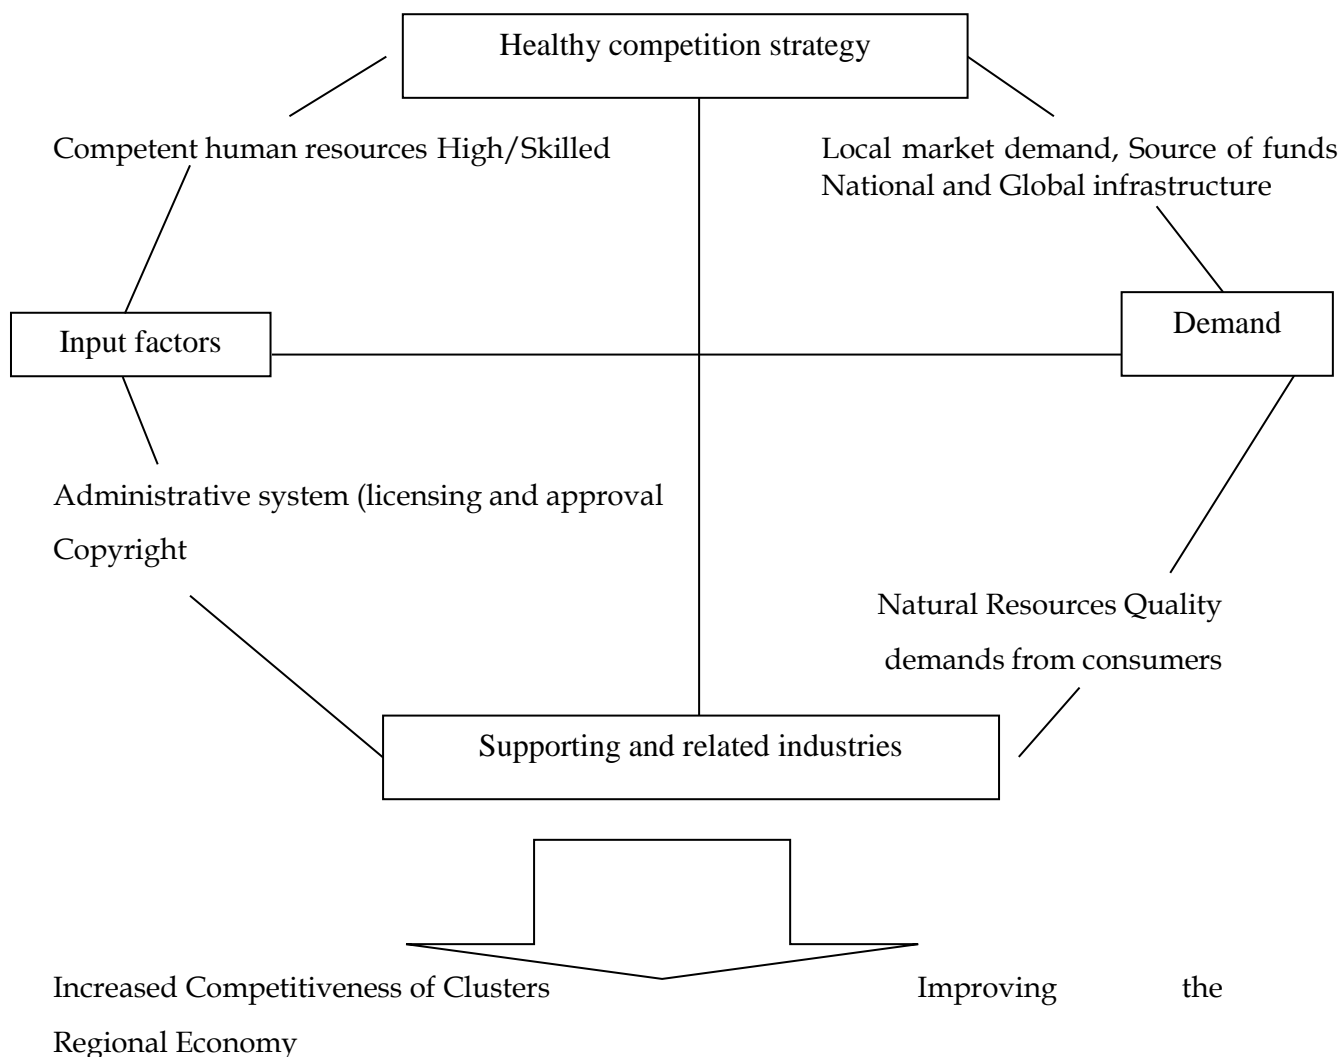 Healthy competition strategy
Competent human resources High/Skilled
Local market demand, Source of funds
National and Global infrastructure
Input factors
Demand
Administrative system (licensing and approval
Copyright
Natural Resources Quality
demands from consumers
Supporting and related industries
Increased Competitiveness of Clusters Improving the
Regional Economy